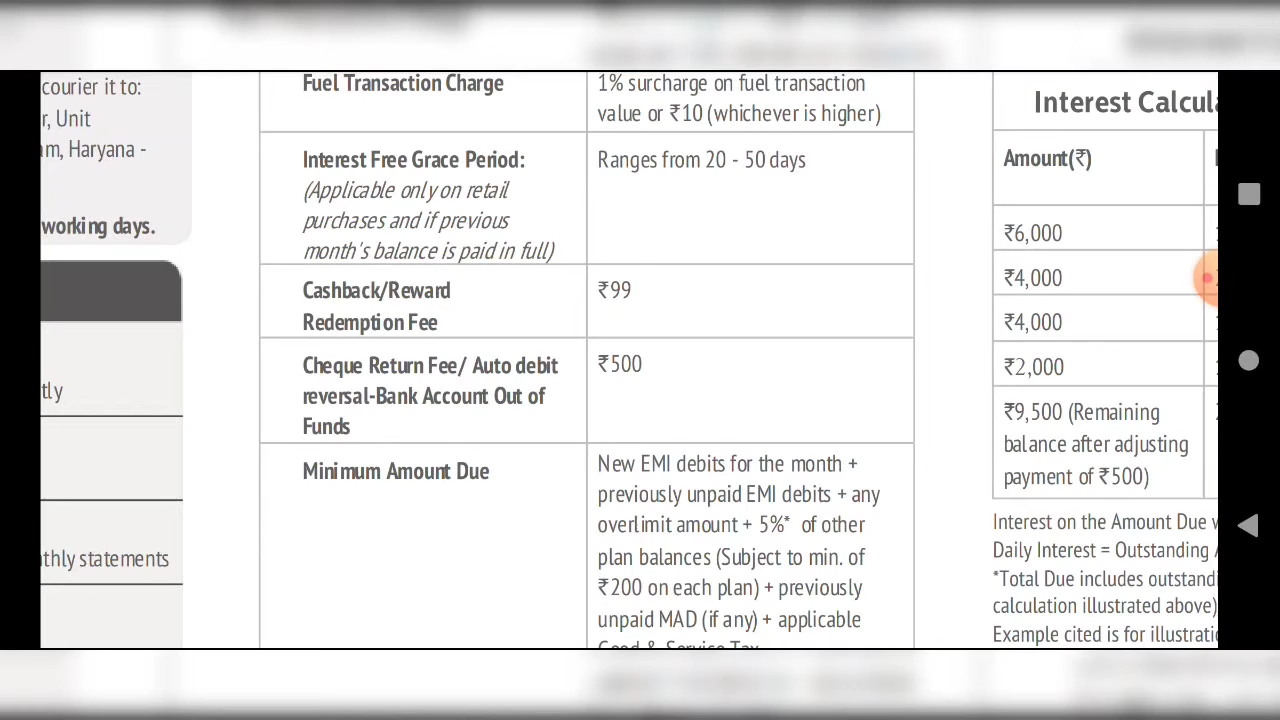 courier it to:
r, Unit
am, Haryana -
working days.
tly
thly statements
Fuel Transaction Charge
1% surcharge on fuel transaction
value or ₹10 (whichever is higher)
Interest Free Grace Period:
(Applicable only on retail
purchases and if previous
month's balance is paid in full)
Ranges from 20 - 50 days
Cashback/Reward
Redemption Fee
₹99
Cheque Return Fee/ Auto debit
reversal-Bank Account Out of
Funds
₹500
Minimum Amount Due
New EMI debits for the month +
previously unpaid EMI debits + any
overlimit amount + 5%* of other
plan balances (Subject to min. of
₹200 on each plan) + previously
unpaid MAD (if any) + applicable
Good & Service Tax
Interest Calcula
Amount(₹)
₹6,000
₹4,000
₹4,000
₹2,000
₹9,500 (Remaining
balance after adjusting
payment of ₹500)
Interest on the Amount Due
Daily Interest = Outstanding
*Total Due includes outstandi
calculation illustrated above)
Example cited is for illustratio